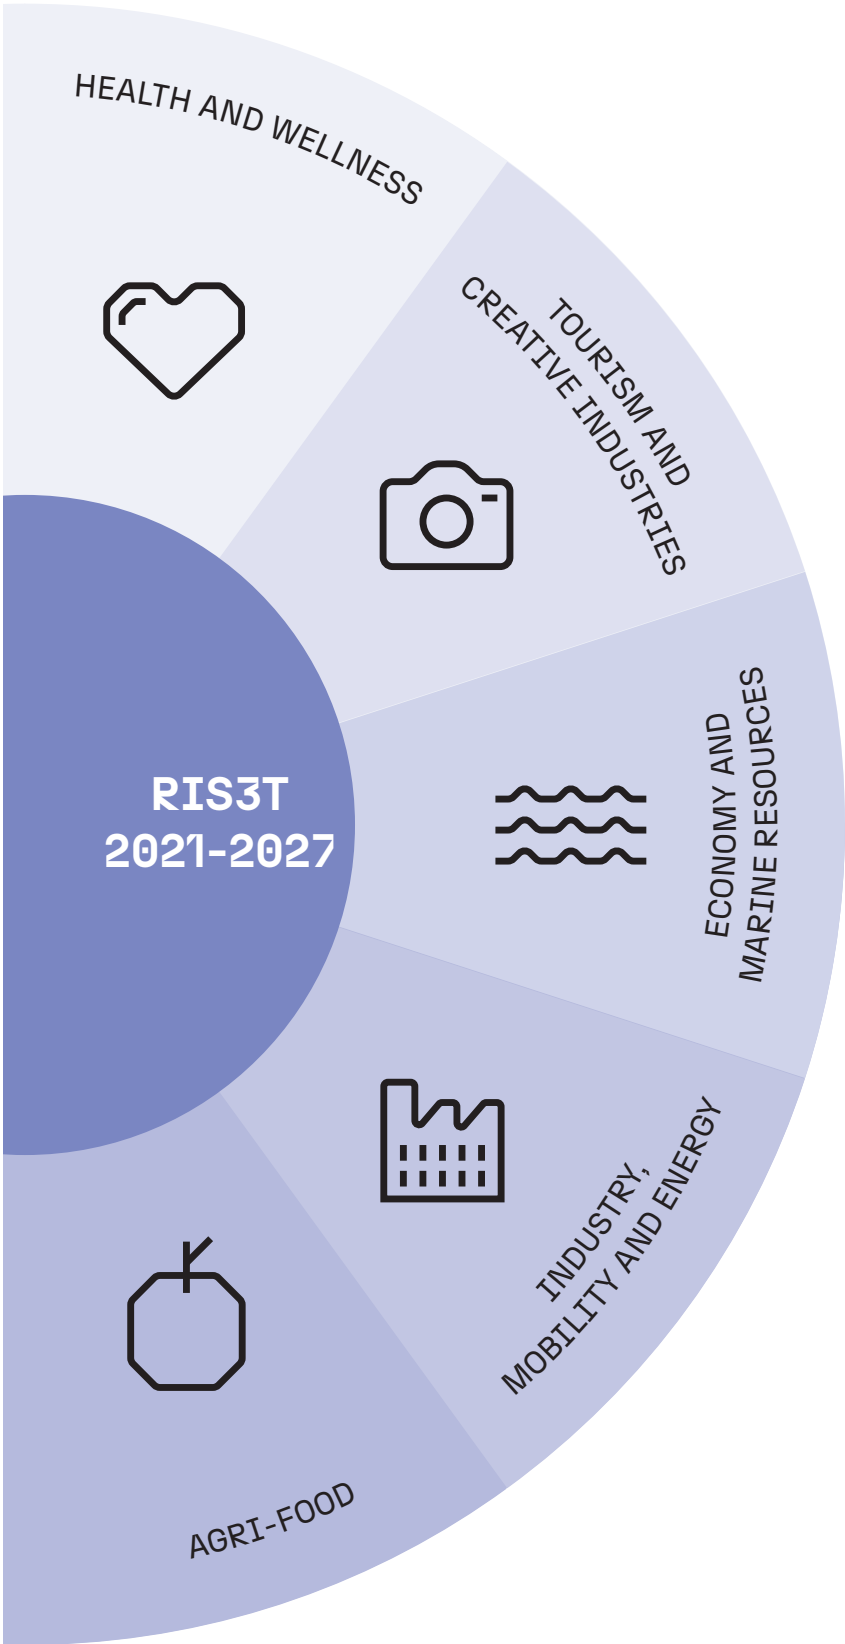 HEALTH AND WELLNESS
TOURISM AND
CREATIVE INDUSTRIES
RIS3T
2021-2027
ECONOMY AND
MARINE RESOURCES
INDUSTRY,
MOBILITY AND ENERGY
AGRI-FOOD